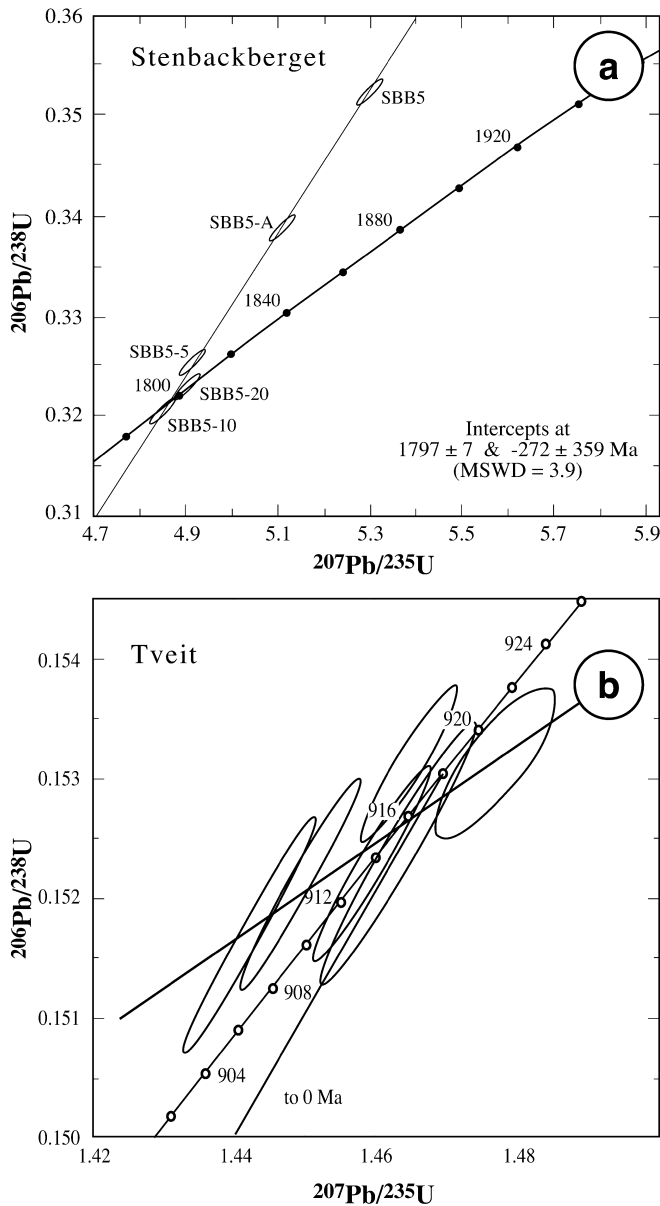 0.36
Stenbackberget
a
SBB5
0.35
1920
SBB5-A
1880
0.34
206Pb/238U
1840
0.33
SBB5-5
1800
SBB5-20
0.32
SBB5-10
Intercepts at
1797 ± 7 & -272 ± 359 Ma
(MSWD = 3.9)
0.31
4.7 4.9 5.1 5.3 5.5 5.7 5.9
207Pb/235U
Tveit
924
0.154
b
920
0.153
916
206Pb/238U
912
0.152
908
0.151
904
to 0 Ma
0.150
1.42 1.44 1.46 1.48
207Pb/235U